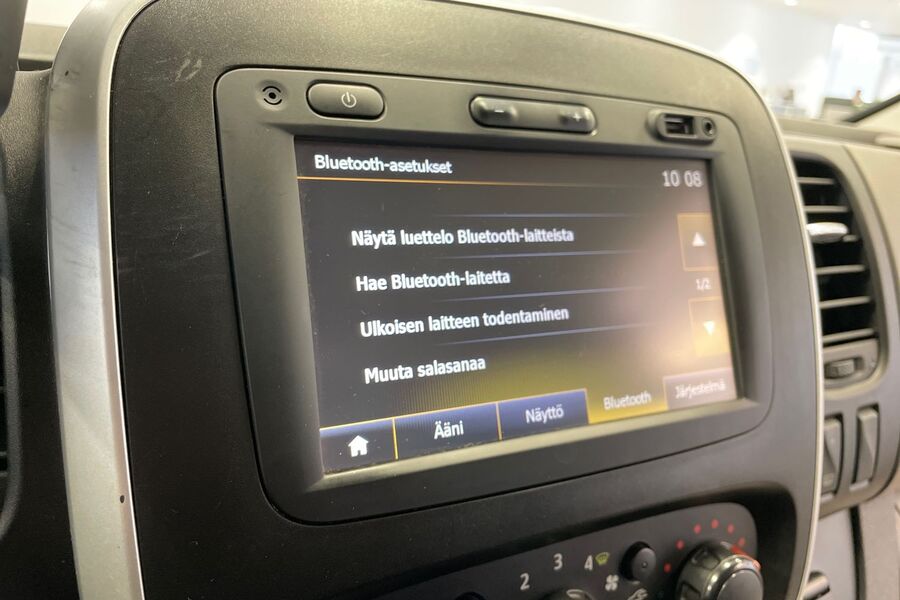 Bluetooth-asetukset
10 08
Näytä luettelo Bluetooth-laitteista
Hae Bluetooth-laitetta
1/2
Ulkoisen laitteen todentaminen
Muuta salasanaa
Ääni
Näyttö
Bluetooth
Järjestelmä
2 3 4